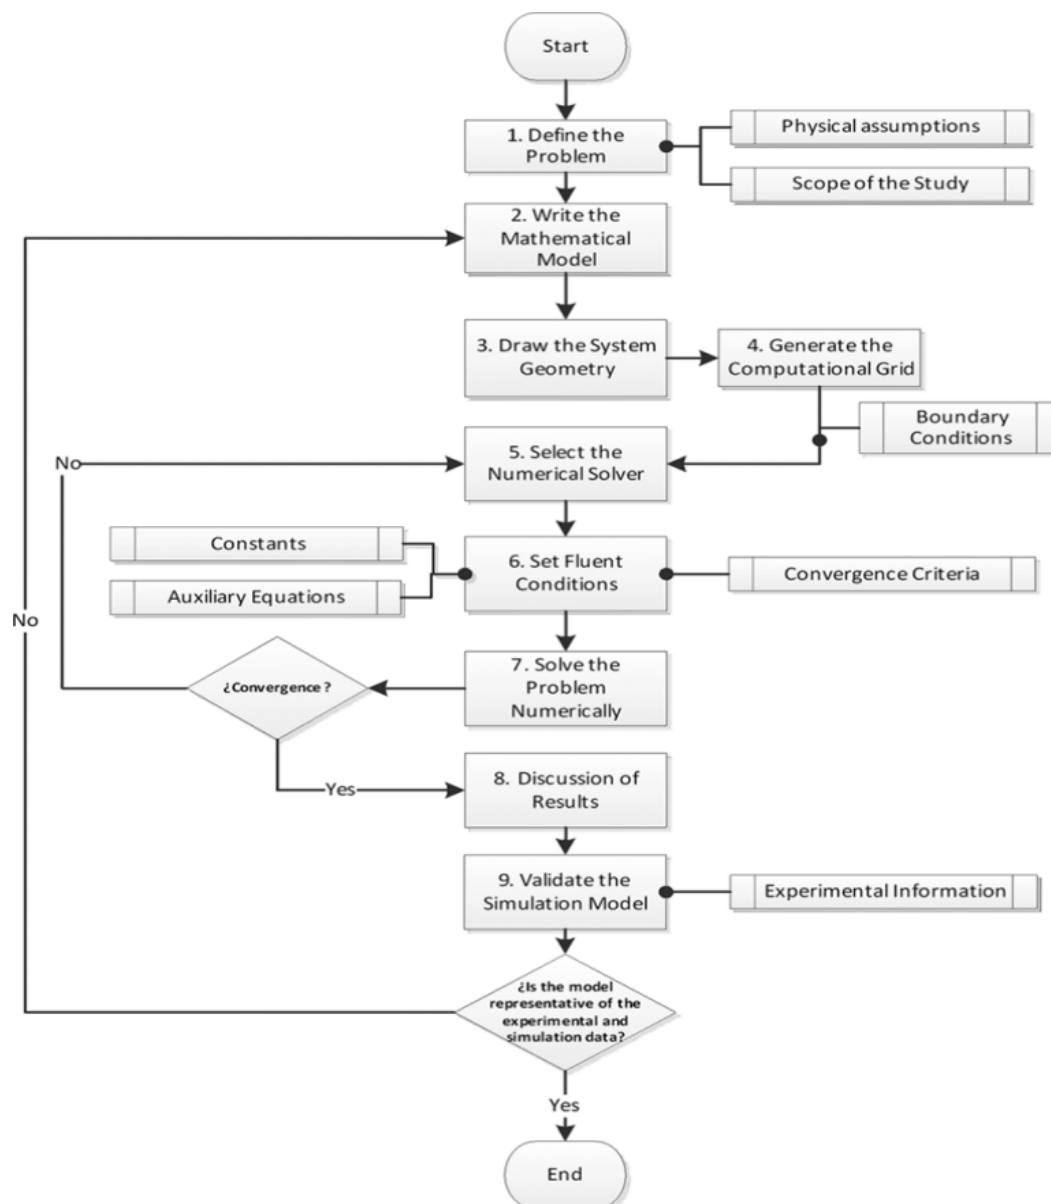 Start
1. Define the
Problem
Physical assumptions
Scope of the Study
2. Write the
Mathematical
Model
3. Draw the System
Geometry
4. Generate the
Computational Grid
Boundary
Conditions
No
5. Select the
Numerical Solver
Constants
Auxiliary Equations
6. Set Fluent
Conditions
Convergence Criteria
No
¿Convergence?
7. Solve the
Problem
Numerically
Yes
8. Discussion of
Results
9. Validate the
Simulation Model
Experimental Information
¿Is the model
representative of the
experimental and
simulation data?
Yes
End